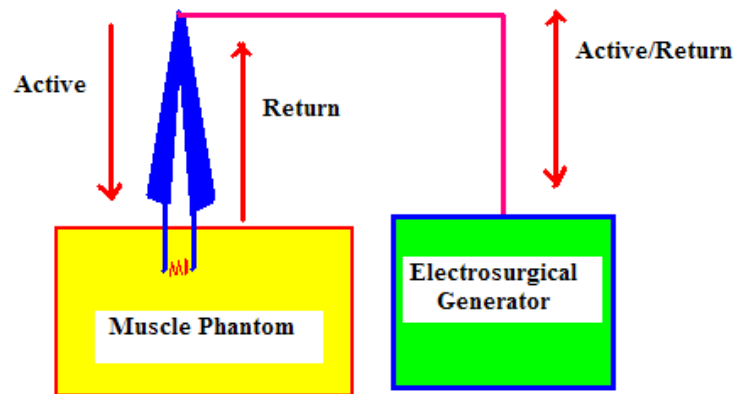 Active
Return
Active/Return
Muscle Phantom
Electrosurgical
Generator